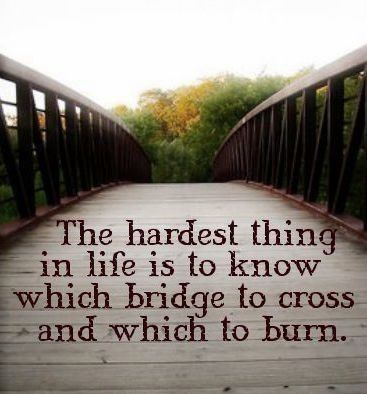 The hardest thing
in life is to know
which bridge to cross
and which to burn.